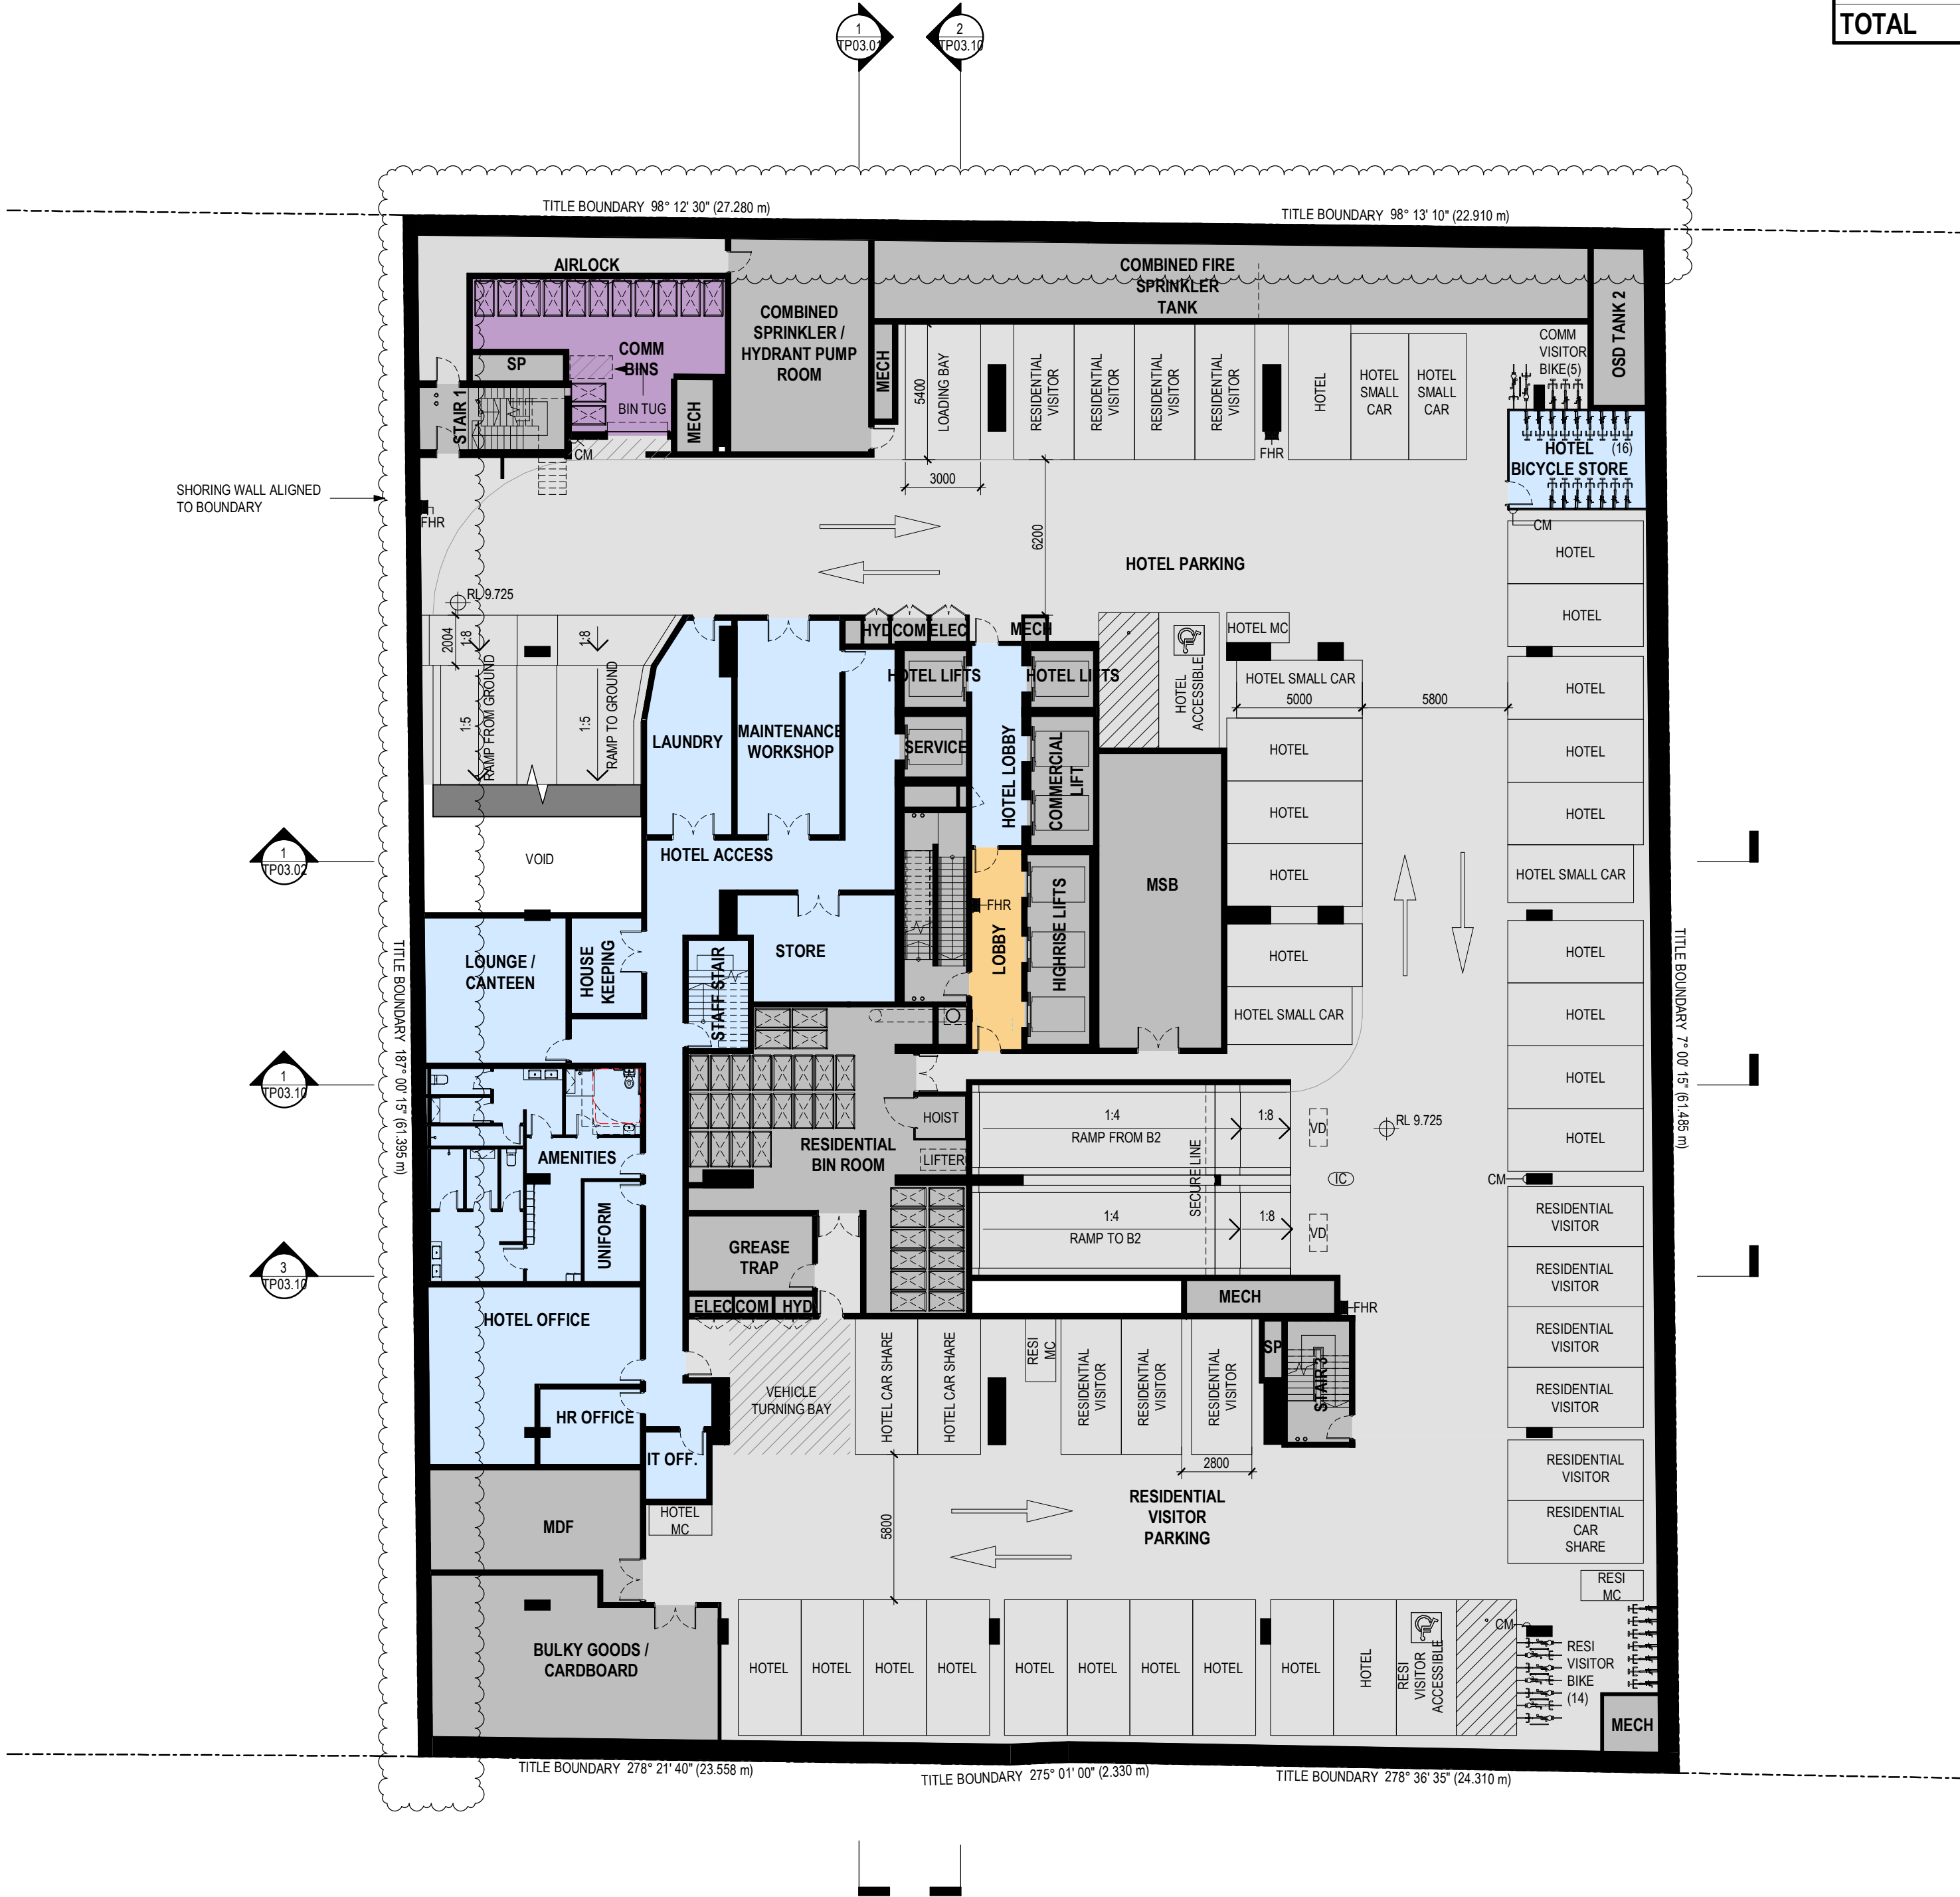 TOTAL
1
TP03.01
2
TP03.10
TITLE BOUNDARY 98° 12' 30" (27.280 m)
TITLE BOUNDARY 98° 13' 10" (22.910 m)
AIRLOCK
COMBINED FIRE
SPRINKLER
TANK
OSD TANK 2
COMBINED
SPRINKLER /
HYDRANT PUMP
ROOM
COMM
BINS
SP
BIN TUG
MECH
MECH
STAIR 1
CM
5400
LOADING BAY
3000
RESIDENTIAL
VISITOR
RESIDENTIAL
VISITOR
RESIDENTIAL
VISITOR
RESIDENTIAL
VISITOR
FHR
HOTEL
HOTEL
SMALL
CAR
HOTEL
SMALL
CAR
COMM
VISITOR
BIKE(5)
HOTEL
(16)
BICYCLE STORE
CM
SHORING WALL ALIGNED
TO BOUNDARY
FHR
6200
HOTEL PARKING
HOTEL
HOTEL
HOTEL
HOTEL
HOTEL
HOTEL SMALL CAR
HOTEL
HOTEL
HOTEL
HOTEL
RL 9.725
2004
1:8
1:8
1:5
RAMP FROM GROUND
1:5
RAMP TO GROUND
VOID
LAUNDRY
MAINTENANCE
WORKSHOP
HYD
COM
ELEC
MECH
HOTEL LIFTS
HOTEL LIFTS
SERVICE
HOTEL LOBBY
COMMERCIAL
LIFT
HOTEL
ACCESSIBLE
HOTEL MC
HOTEL SMALL CAR
5000
5800
HOTEL
HOTEL
HOTEL
HOTEL
HOTEL SMALL CAR
MSB
HOTEL ACCESS
1
TP03.02
FHR
LOBBY
HIGHRISE LIFTS
STORE
LOUNGE /
CANTEEN
HOUSE
KEEPING
STAFF STAIR
TITLE BOUNDARY 187° 00' 15" (61.395 m)
TITLE BOUNDARY 7° 00' 15" (61.485 m)
1
TP03.10
HOIST
LIFTER
RESIDENTIAL
BIN ROOM
1:4
RAMP FROM B2
1:8
VD
SECURE LINE
RL 9.725
IC
1:4
RAMP TO B2
1:8
VD
CM
AMENITIES
UNIFORM
GREASE
TRAP
ELEC
COM
HYD
3
TP03.10
RESIDENTIAL
VISITOR
RESIDENTIAL
VISITOR
RESIDENTIAL
VISITOR
RESIDENTIAL
VISITOR
RESIDENTIAL
VISITOR
RESIDENTIAL
CAR
SHARE
RESI
MC
MECH
FHR
HOTEL OFFICE
HR OFFICE
IT OFF.
VEHICLE
TURNING BAY
HOTEL CAR SHARE
HOTEL CAR SHARE
RESI
MC
RESIDENTIAL
VISITOR
RESIDENTIAL
VISITOR
RESIDENTIAL
VISITOR
SP
STAIR 3
2800
5800
RESIDENTIAL
VISITOR
PARKING
MDF
HOTEL
MC
BULKY GOODS /
CARDBOARD
HOTEL
HOTEL
HOTEL
HOTEL
HOTEL
HOTEL
HOTEL
HOTEL
HOTEL
HOTEL
RESI
VISITOR
ACCESSIBLE
CM
RESI
VISITOR
BIKE
(14)
MECH
TITLE BOUNDARY 278° 21' 40" (23.558 m)
TITLE BOUNDARY 275° 01' 00" (2.330 m)
TITLE BOUNDARY 278° 36' 35" (24.310 m)